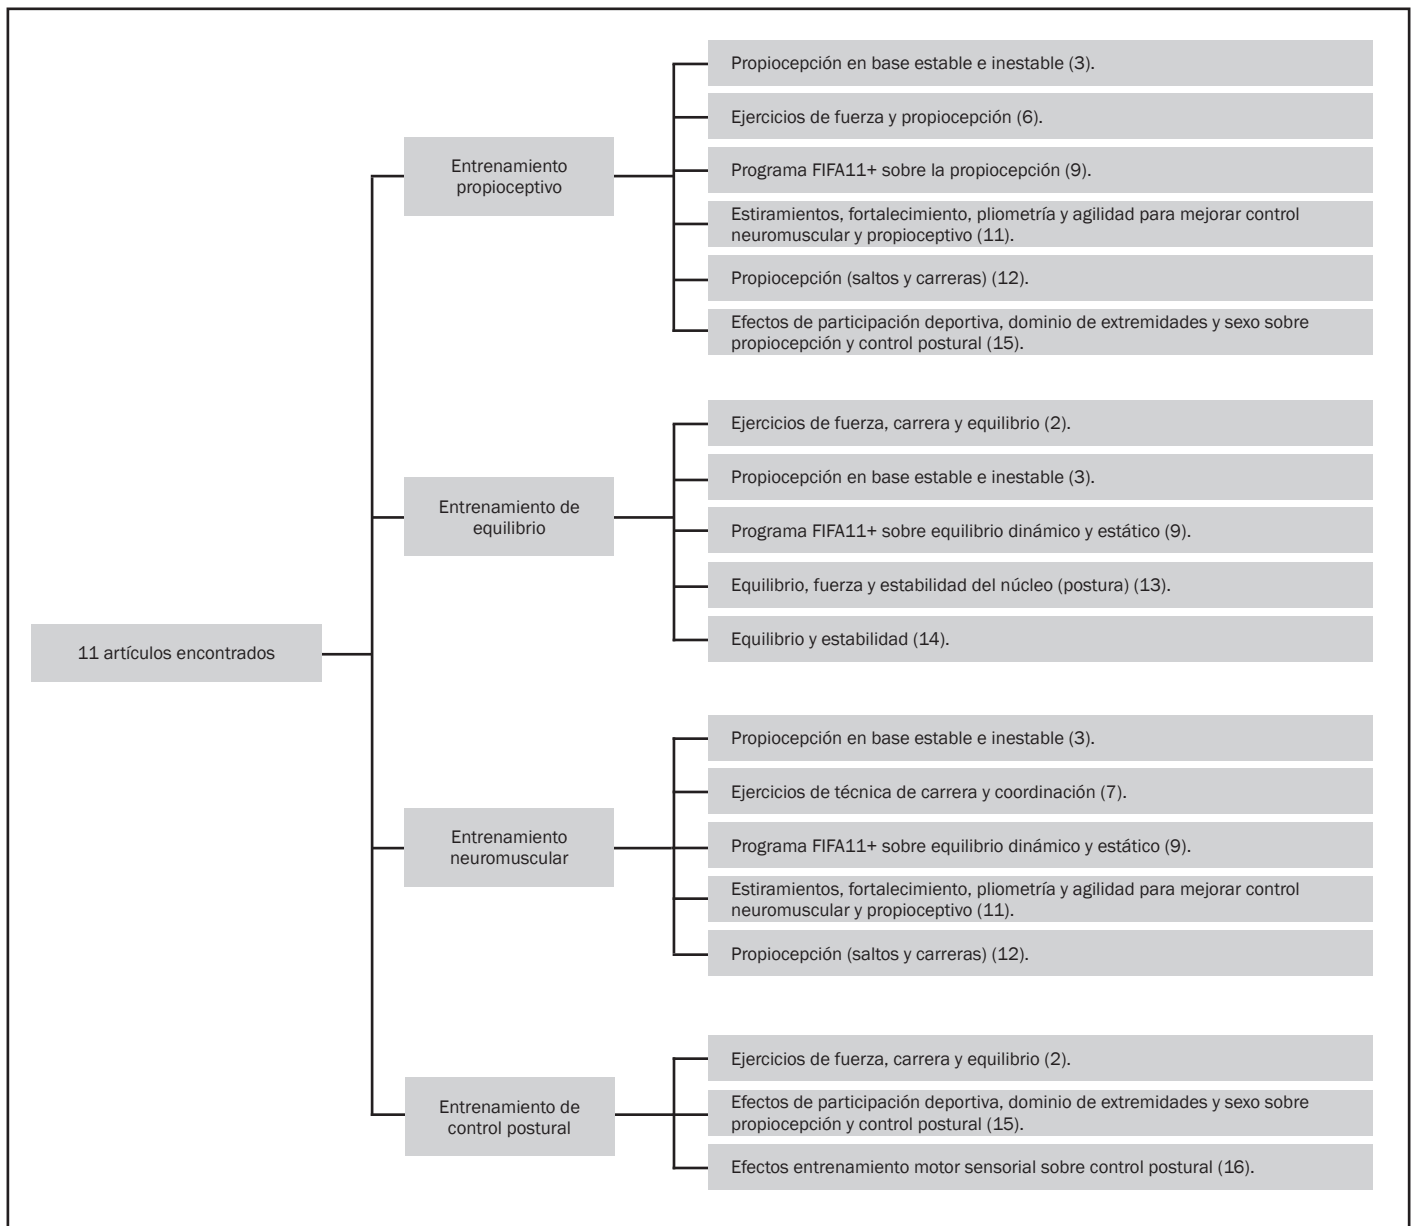 11 artículos encontrados
Entrenamiento
propioceptivo
Propiocepción en base estable e inestable (3).
Ejercicios de fuerza y propiocepción (6).
Programa FIFA11+ sobre la propiocepción (9).
Estiramientos, fortalecimiento, pliometría y agilidad para mejorar control
neuromuscular y propioceptivo (11).
Propiocepción (saltos y carreras) (12).
Efectos de participación deportiva, dominio de extremidades y sexo sobre
propiocepción y control postural (15).
Entrenamiento de
equilibrio
Ejercicios de fuerza, carrera y equilibrio (2).
Propiocepción en base estable e inestable (3).
Programa FIFA11+ sobre equilibrio dinámico y estático (9).
Equilibrio, fuerza y estabilidad del núcleo (postura) (13).
Equilibrio y estabilidad (14).
Entrenamiento
neuromuscular
Propiocepción en base estable e inestable (3).
Ejercicios de técnica de carrera y coordinación (7).
Programa FIFA11+ sobre equilibrio dinámico y estático (9).
Estiramientos, fortalecimiento, pliometría y agilidad para mejorar control
neuromuscular y propioceptivo (11).
Propiocepción (saltos y carreras) (12).
Entrenamiento de
control postural
Ejercicios de fuerza, carrera y equilibrio (2).
Efectos de participación deportiva, dominio de extremidades y sexo sobre
propiocepción y control postural (15).
Efectos entrenamiento motor sensorial sobre control postural (16).